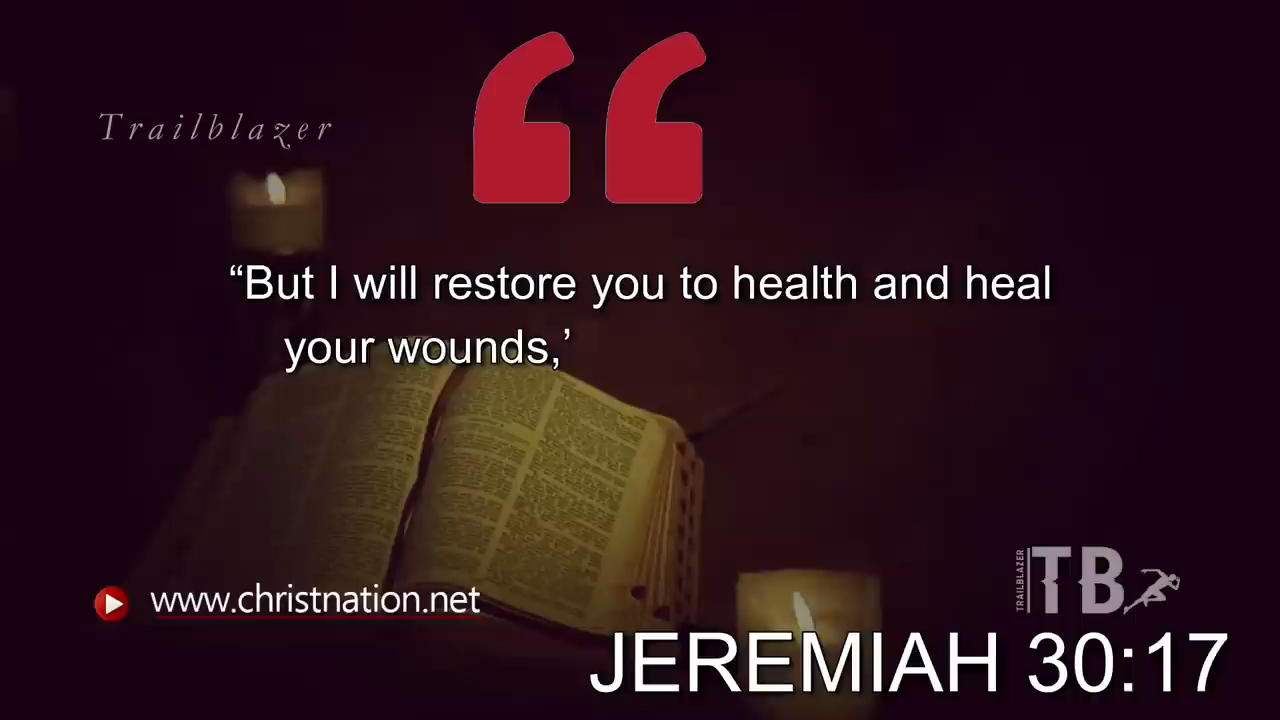 Trailblazer
“But I will restore you to health and heal
your wounds,’
www.christnation.net
TRAILBLAZER
TB
JEREMIAH 30:17